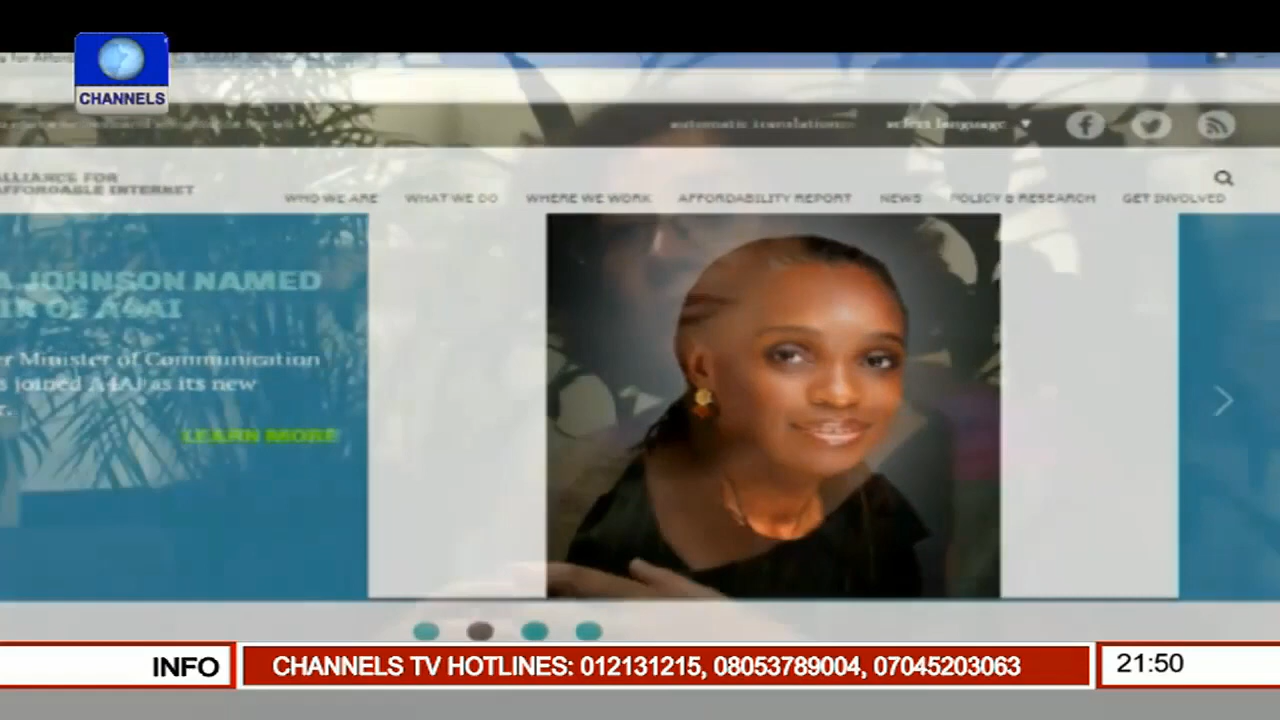 CHANNELS
automatic translation
select language
ALLIANCE FOR
AFFORDABLE INTERNET
WHO WE ARE
WHAT WE DO
WHERE WE WORK
AFFORDABILITY REPORT
NEWS
POLICY & RESEARCH
GET INVOLVED
JOHNSON NAMED
OF A4AI
Minister of Communication
joined A4AI as its new
LEARN MORE
INFO
CHANNELS TV HOTLINES: 012131215, 08053789004, 07045203063
21:50